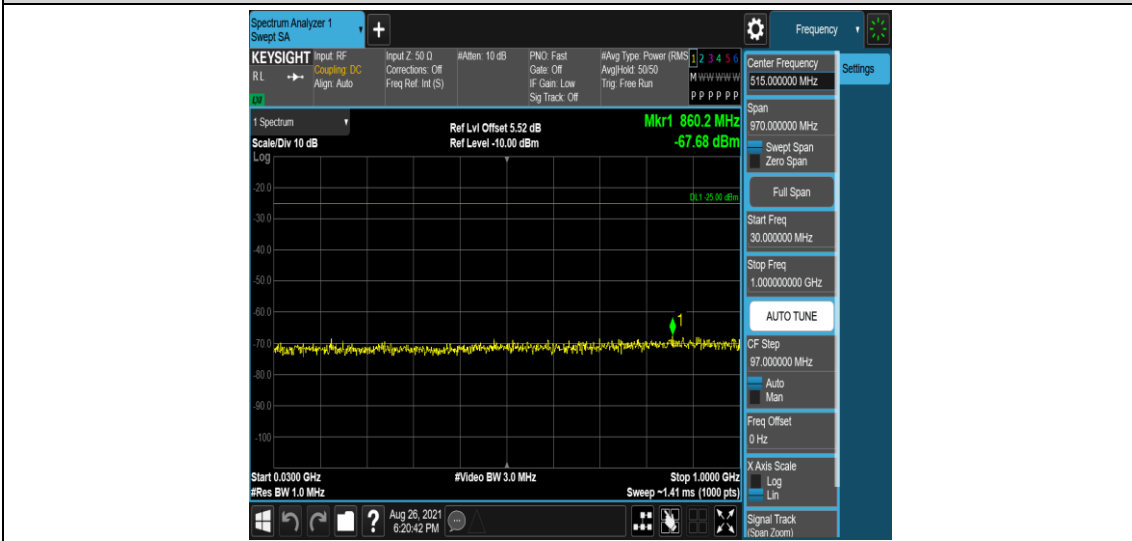 Spectrum Analyzer 1
Swept SA
+
Frequency
KEYSIGHT
Input: RF
Coupling: DC
Align: Auto
Input Z: 50 Ω
Corrections: Off
Freq Ref: Int (S)
#Atten: 10 dB
PNO: Fast
Gate: Off
IF Gain: Low
Sig Track: Off
#Avg Type: Power (RMS
Avg|Hold: 50/50
Trig: Free Run
1 2 3 4 5 6
M W W W W W
P P P P P P
R L
LXI
Center Frequency
515.000000 MHz
Settings
1 Spectrum
Scale/Div 10 dB
Log
Ref Lvl Offset 5.52 dB
Ref Level -10.00 dBm
Mkr1 860.2 MHz
-67.68 dBm
DL1 -25.00 dBm
-20.0
-30.0
-40.0
-50.0
-60.0
-70.0
-80.0
-90.0
-100
1
Start 0.0300 GHz
#Res BW 1.0 MHz
#Video BW 3.0 MHz
Stop 1.0000 GHz
Sweep ~1.41 ms (1000 pts)
Span
970.000000 MHz
Swept Span
Zero Span
Full Span
Start Freq
30.000000 MHz
Stop Freq
1.000000000 GHz
AUTO TUNE
CF Step
97.000000 MHz
Auto
Man
Freq Offset
0 Hz
X Axis Scale
Log
Lin
Signal Track
(Span Zoom)
?
Aug 26, 2021
6:20:42 PM